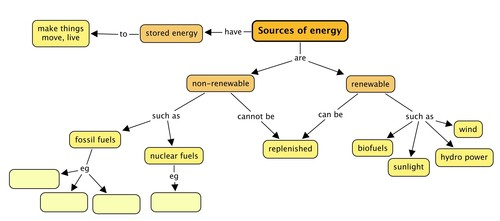 make things
move, live
to
stored energy
have
Sources of energy
are
non-renewable
renewable
such as
cannot be
can be
such as
fossil fuels
nuclear fuels
replenished
biofuels
sunlight
hydro power
wind
eg
eg